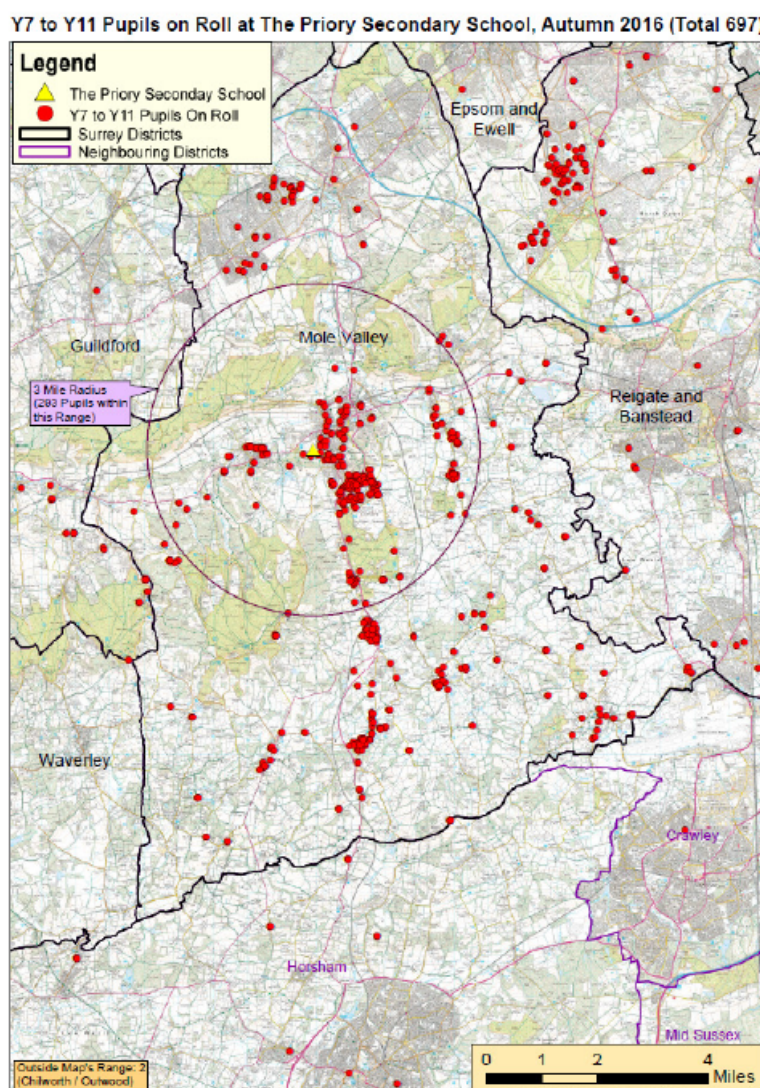 Y7 to Y11 Pupils on Roll at The Priory Secondary School, Autumn 2016 (Total 697)
Legend
The Priory Seconday School
Y7 to Y11 Pupils On Roll
Surrey Districts
Neighbouring Districts
Epsom and
Ewell
Guildford
Mole Valley
3 Mile Radius
(293 Pupils within
this Range)
Reigate and
Banstead
Waverley
Crawley
Horsham
Mid Sussex
Outside Map's Range: 2
(Chilworth / Outwood)
0 1 2 4
Miles